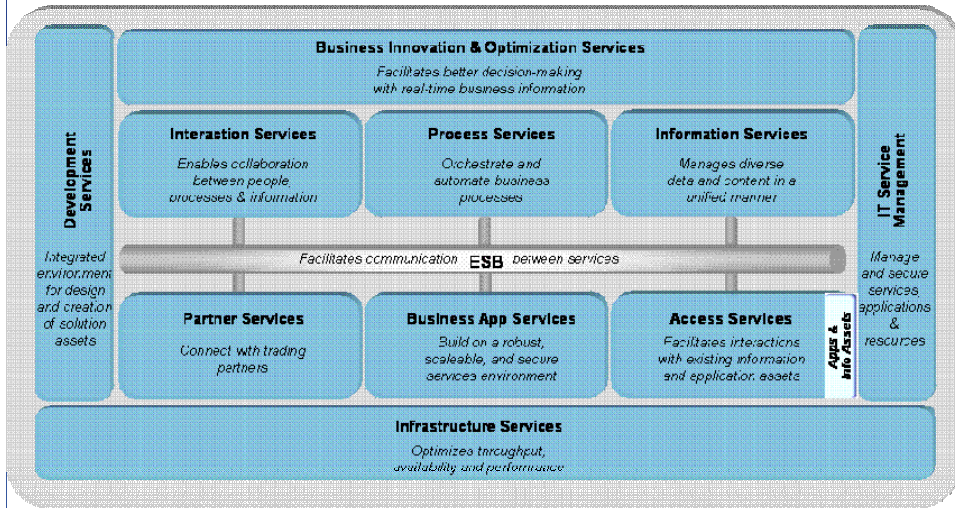 Business Innovation & Optimization Services
Facilitates better decision-making
with real-time business information
Development
Services
Integrated
environment
for design
and creation
of solution
assets
Interaction Services
Enables collaboration
between people,
processes & information
Process Services
Orchestrate and
automate business
processes
Information Services
Manages diverse
data and content in a
unified manner
IT Service
Management
Manage
and secure
services,
applications
&
resources
Facilitates communication ESB between services
Partner Services
Connect with trading
partners
Business App Services
Build on a robust,
scaleable, and secure
services environment
Access Services
Facilitates interactions
with existing information
and application assets
Apps &
Info Assets
Infrastructure Services
Optimizes throughput,
availability and performance